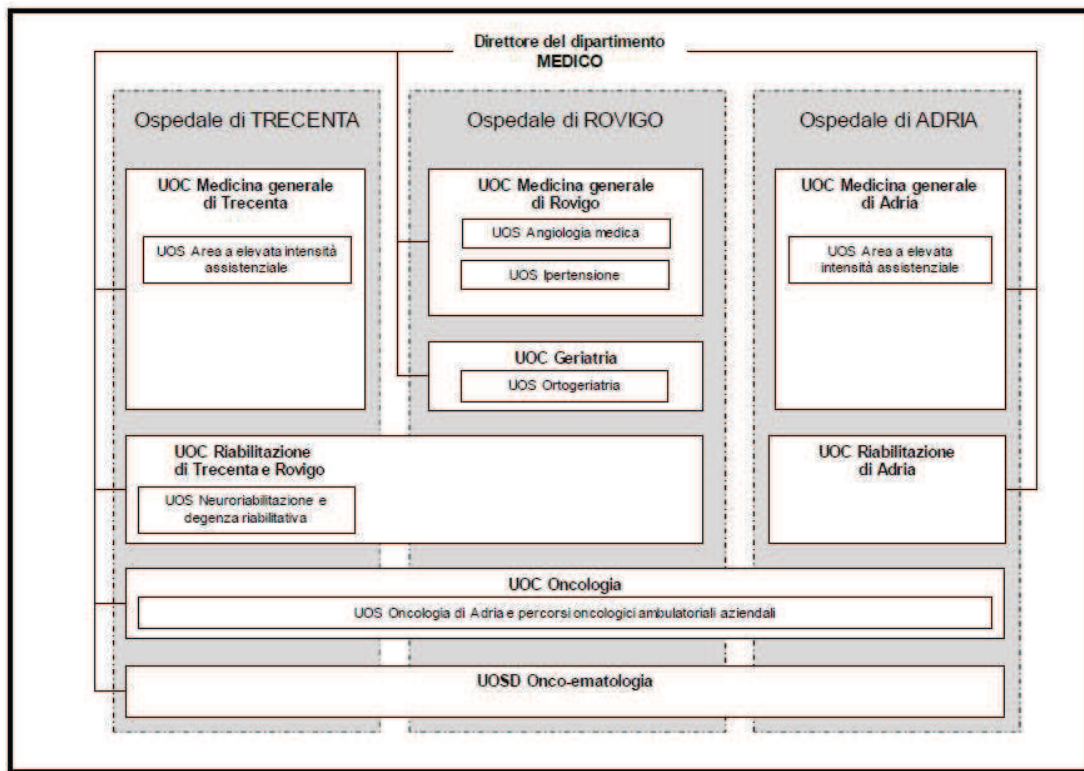 Direttore del dipartimento
MEDICO
Ospedale di TRECENTA
Ospedale di ROVIGO
Ospedale di ADRIA
UOC Medicina generale
di Trecenta
UOS Area a elevata intensità
assistenziale
UOC Medicina generale
di Rovigo
UOS Angiologia medica
UOS Ipertensione
UOC Medicina generale
di Adria
UOS Area a elevata
intensità assistenziale
UOC Geriatria
UOS Ortogeriatria
UOC Riabilitazione
di Trecenta e Rovigo
UOS Neuroriabilitazione e
degenza riabilitativa
UOC Riabilitazione
di Adria
UOC Oncologia
UOS Oncologia di Adria e percorsi oncologici ambulatoriali aziendali
UOSD Onco-ematologia